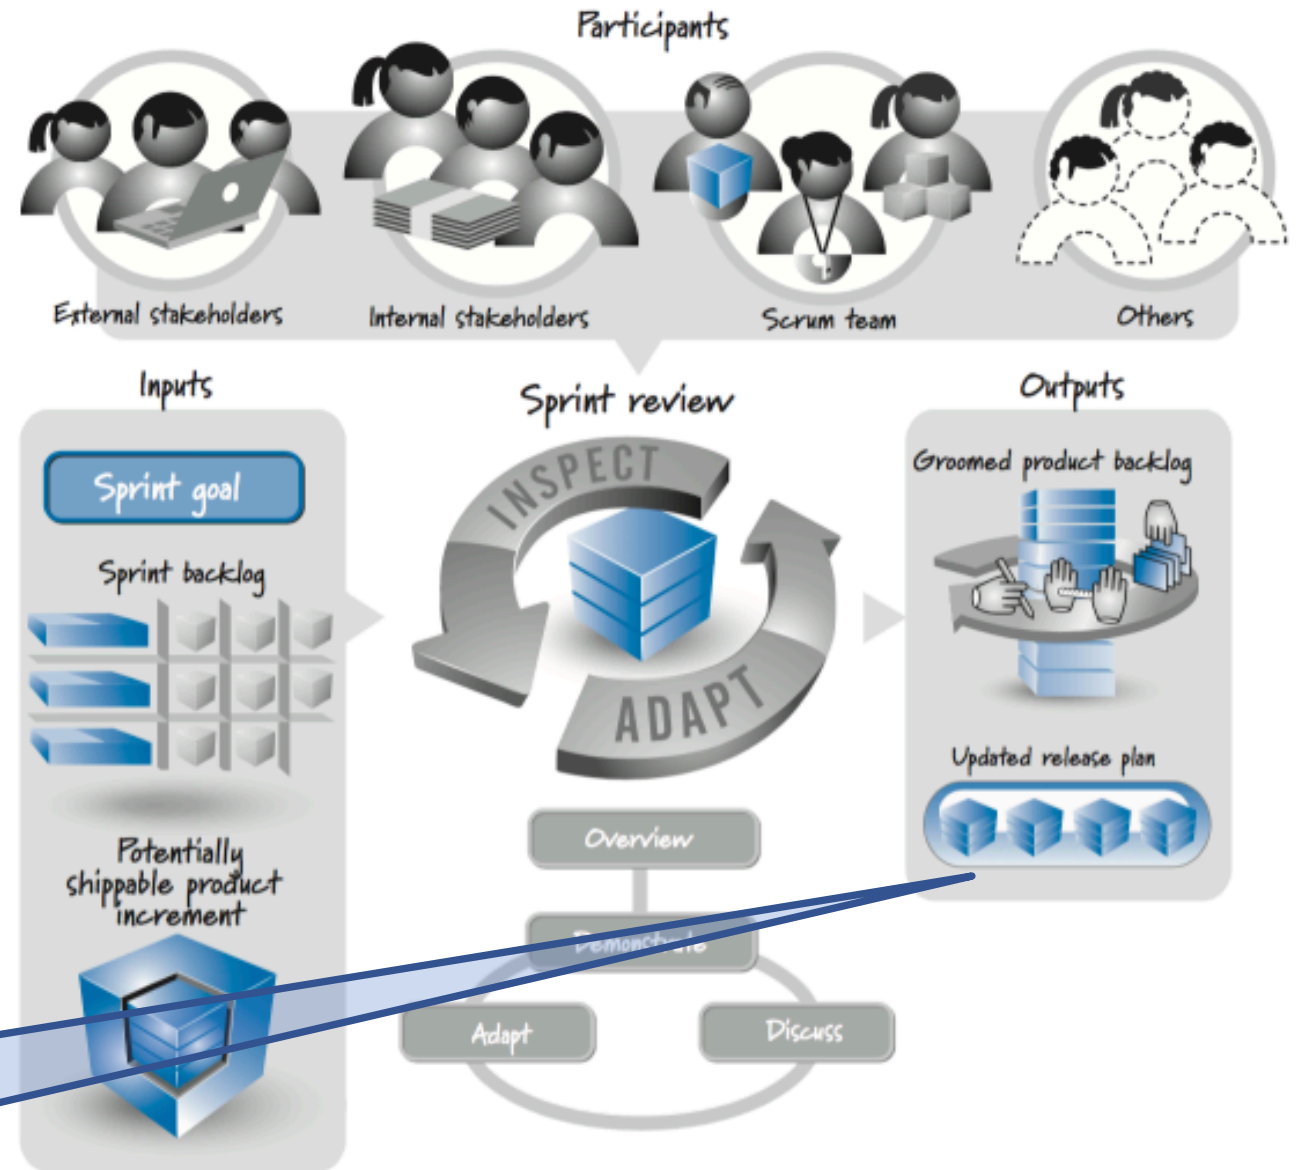 Participants
External stakeholders
Internal stakeholders
Scrum team
Others
Inputs
Sprint goal
Sprint backlog
Potentially
shippable product
increment
Sprint review
INSPECT
ADAPT
Overview
Demonstrate
Adapt
Discuss
Outputs
Groomed product backlog
Updated release plan